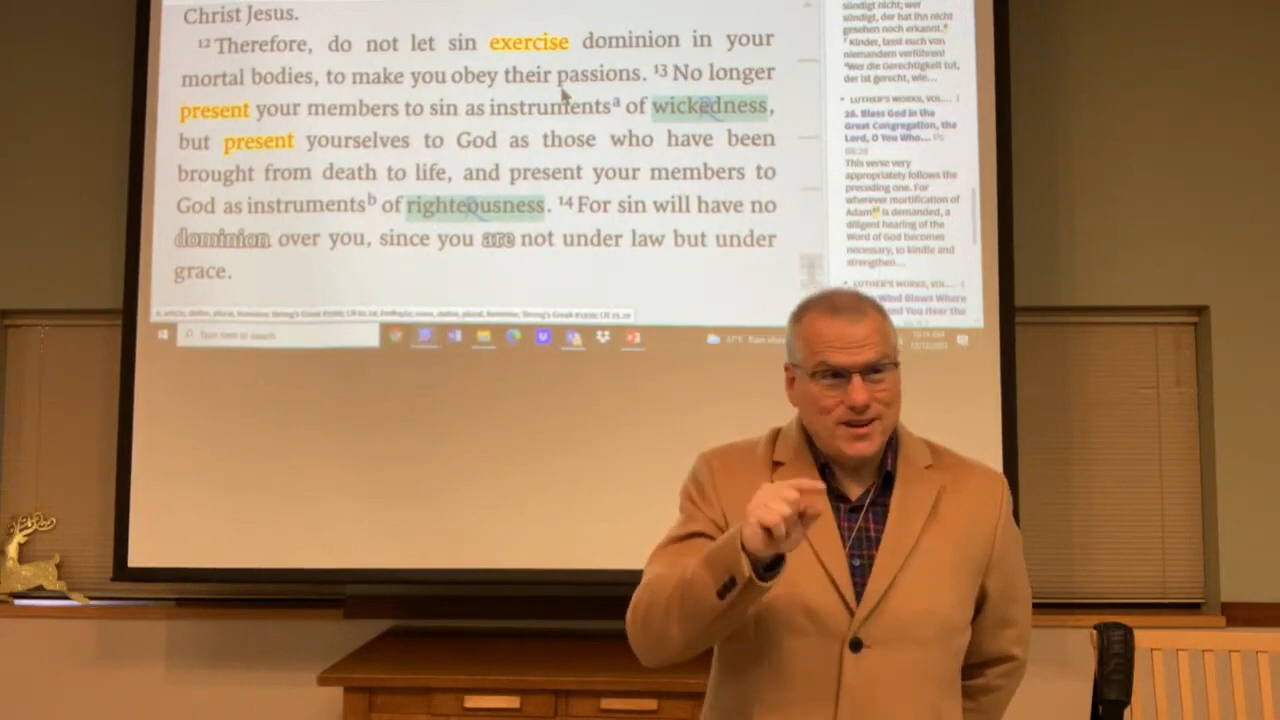 Christ Jesus.
12 Therefore, do not let sin exercise dominion in your
mortal bodies, to make you obey their passions. 13 No longer
present your members to sin as instruments a of wickedness,
but present yourselves to God as those who have been
brought from death to life, and present your members to
God as instruments b of righteousness. 14 For sin will have no
dominion over you, since you are not under law but under
grace.
Type here to search
sündigt nicht; wer
sündigt, der hat ihn nicht
gesehen noch erkannt.
7 Kinder, lasst euch von
niemandem verführen!
Wer die Gerechtigkeit tut,
der ist gerecht, wie...
LUTHER'S WORKS, VOL....
26. Bless God in the
Great Congregation, the
Lord, O You Who...
This verse very
appropriately follows the
preceding one. For
wherever mortification of
Adam is demanded, a
diligent hearing of the
Word of God becomes
necessary, to kindle and
strengthen...
LUTHER'S WORKS, VOL....
Wind Blows Where
You Hear the